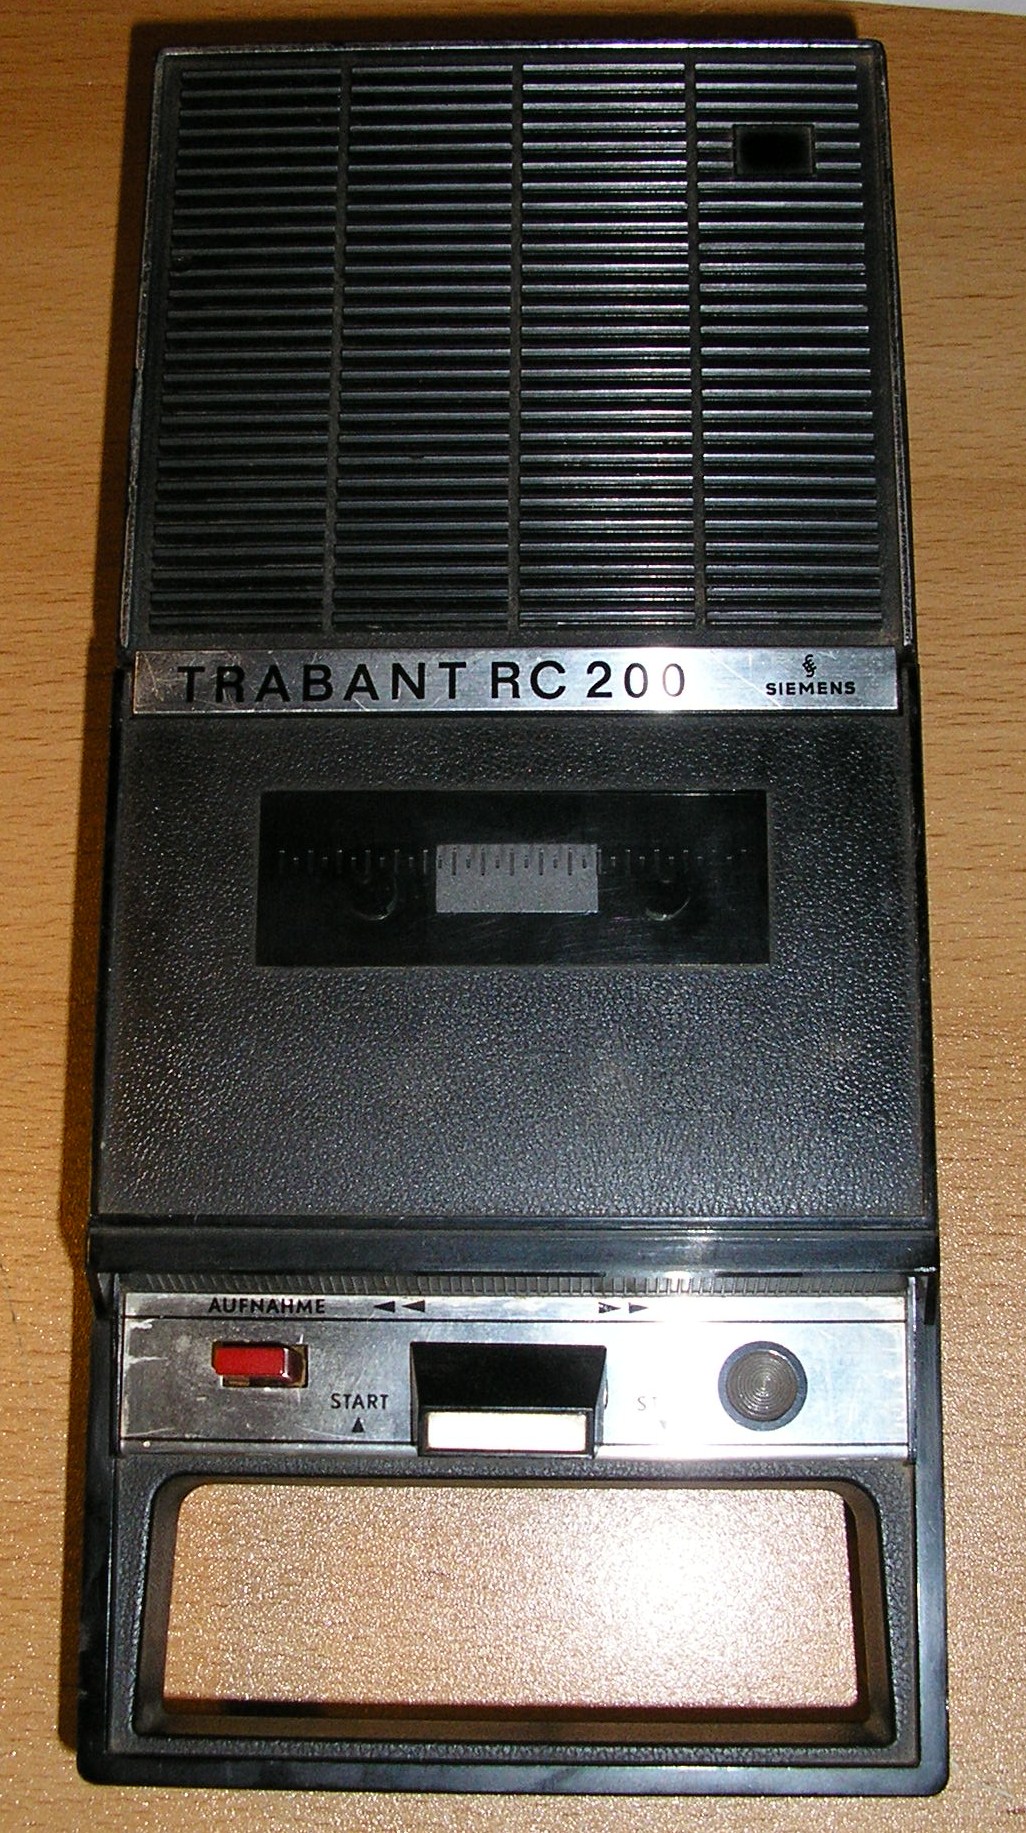 TRABANT RC 200
SIEMENS
AUFNAHME
START